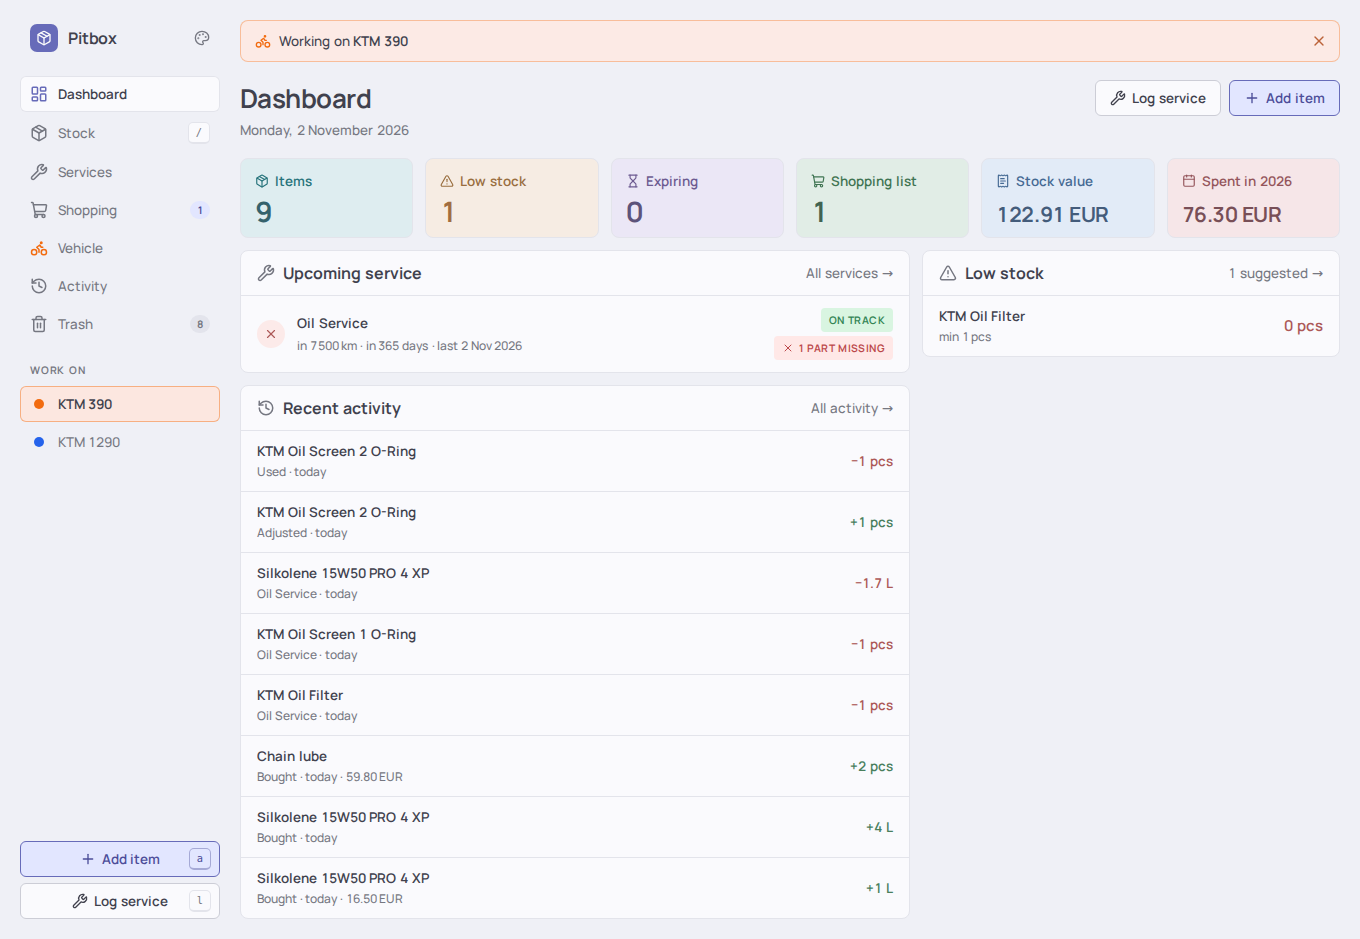 Pitbox
Dashboard
Stock /
Services
Shopping 1
Vehicle
Activity
Trash 8
WORK ON
KTM 390
KTM 1290
Add item a
Log service l
Working on KTM 390
Dashboard
Monday, 2 November 2026
Log service
Add item
Items
9
Low stock
1
Expiring
0
Shopping list
1
Stock value
122.91 EUR
Spent in 2026
76.30 EUR
Upcoming service All services →
Oil Service
in 7 500 km · in 365 days · last 2 Nov 2026
ON TRACK
1 PART MISSING
Low stock 1 suggested →
KTM Oil Filter
min 1 pcs
0 pcs
Recent activity All activity →
KTM Oil Screen 2 O-Ring
Used · today
−1 pcs
KTM Oil Screen 2 O-Ring
Adjusted · today
+1 pcs
Silkolene 15W50 PRO 4 XP
Oil Service · today
−1.7 L
KTM Oil Screen 1 O-Ring
Oil Service · today
−1 pcs
KTM Oil Filter
Oil Service · today
−1 pcs
Chain lube
Bought · today · 59.80 EUR
+2 pcs
Silkolene 15W50 PRO 4 XP
Bought · today
+4 L
Silkolene 15W50 PRO 4 XP
Bought · today · 16.50 EUR
+1 L